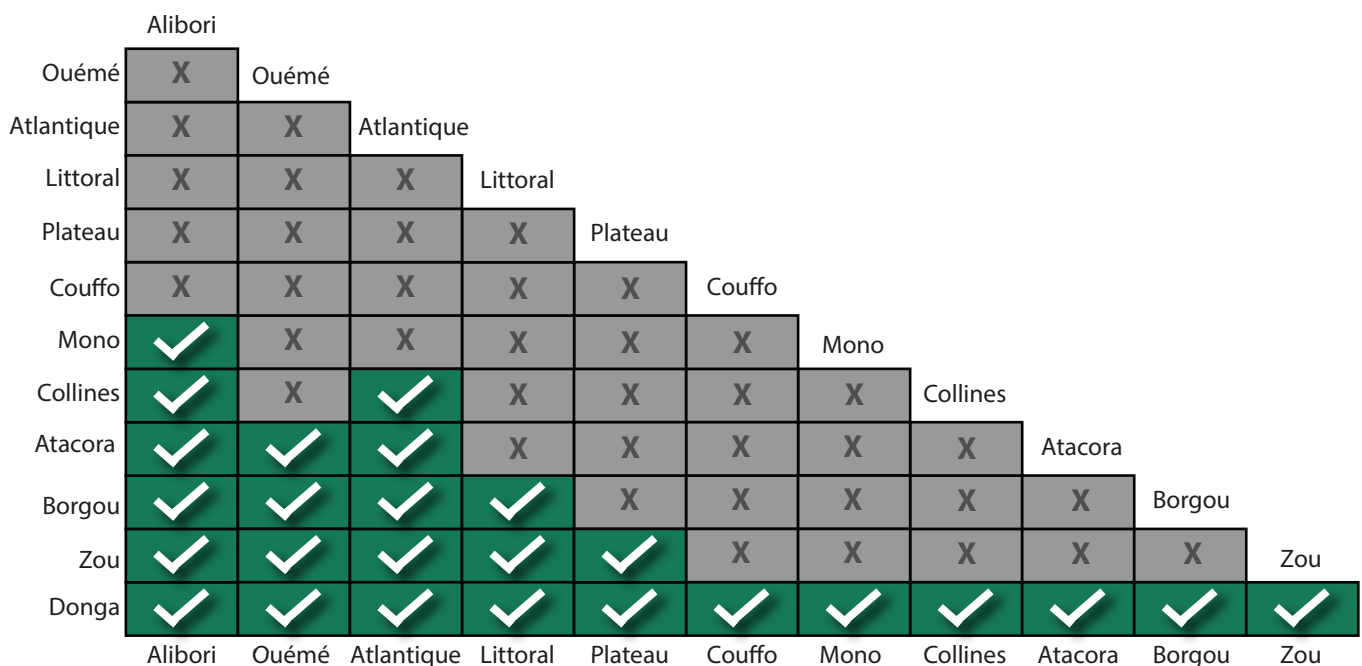 Alibori
Ouémé X Ouémé
Atlantique X X Atlantique
Littoral X X X Littoral
Plateau X X X X Plateau
Couffo X X X X X Couffo
Mono X X X X X Mono
Collines X X X X X Collines
Atacora X X X X X Atacora
Borgou X X X X X Borgou
Zou X X X X X Zou
Donga
Alibori Ouémé Atlantique Littoral Plateau Couffo Mono Collines Atacora Borgou Zou